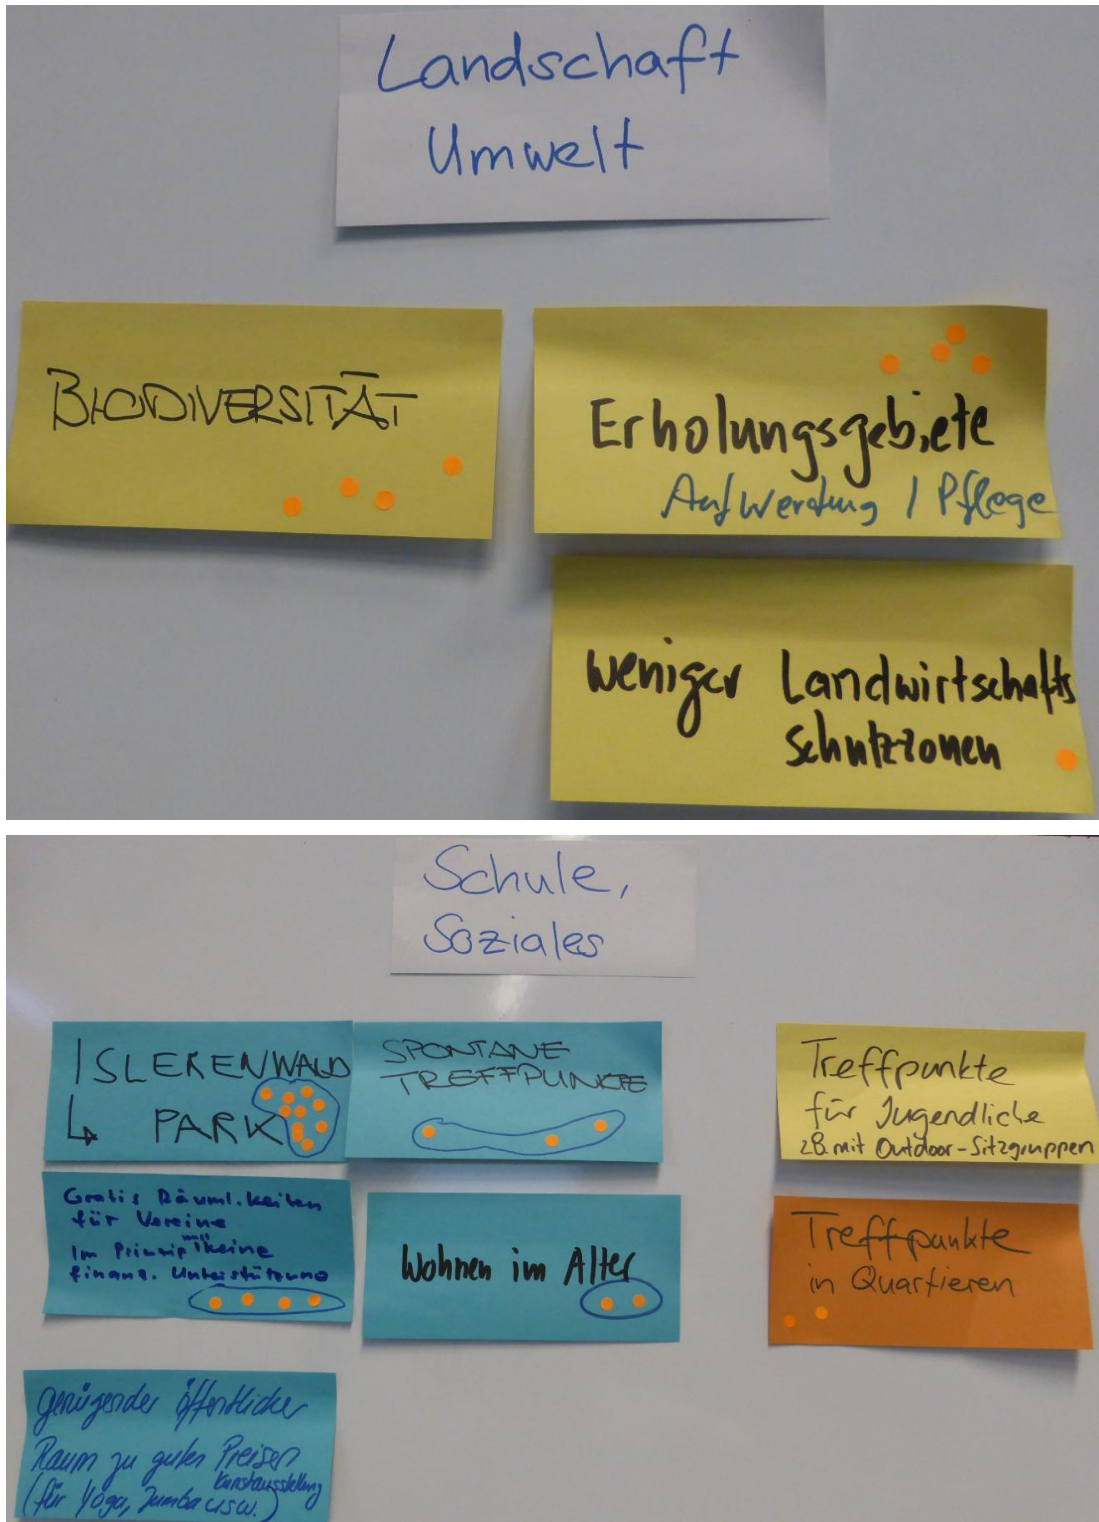 Landschaft
Umwelt
BIODIVERSITÄT
Erholungsgebiete
Aufwertung / Pflege
weniger Landwirtschafts
schutzzonen
Schule,
Soziales
ISLERENWALD
↳ PARK
SPONTANE
TREFFPUNKTE
Treffpunkte
für Jugendliche
zB. mit Outdoor-Sitzgruppen
Gratis Räumlichkeiten
für Vereine
Im Prinzip keine
finanz. Unterstützung
Wohnen im Alter
Treffpunkte
in Quartieren
genügender öffentlicher
Raum zu guten Preisen
Kunstausstellung
(für Yoga, Zumba usw.)